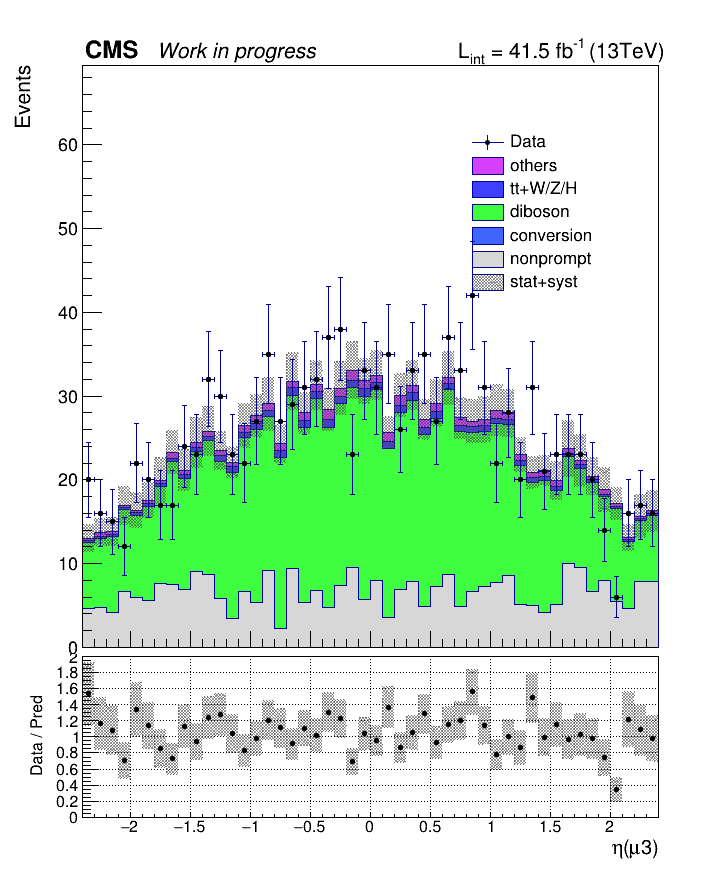 CMS Work in progress L_int = 41.5 fb⁻¹ (13TeV)
Events
60
50
40
30
20
10
0
Data
others
tt+W/Z/H
diboson
conversion
nonprompt
stat+syst
Data / Pred
2
1.8
1.6
1.4
1.2
1
0.8
0.6
0.4
0.2
0
−2 −1.5 −1 −0.5 0 0.5 1 1.5 2
η(μ3)